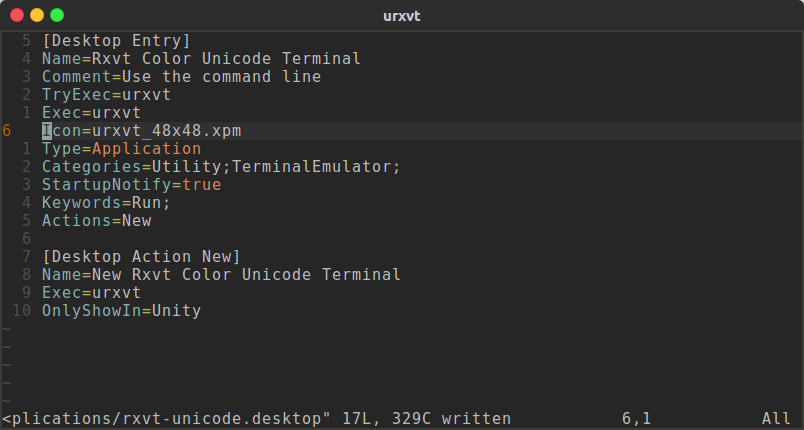 urxvt
5 [Desktop Entry]
4 Name=Rxvt Color Unicode Terminal
3 Comment=Use the command line
2 TryExec=urxvt
1 Exec=urxvt
6 Icon=urxvt_48x48.xpm
1 Type=Application
2 Categories=Utility;TerminalEmulator;
3 StartupNotify=true
4 Keywords=Run;
5 Actions=New
6
7 [Desktop Action New]
8 Name=New Rxvt Color Unicode Terminal
9 Exec=urxvt
10 OnlyShowIn=Unity
~
~
~
~
~
<plications/rxvt-unicode.desktop" 17L, 329C written 6,1 All